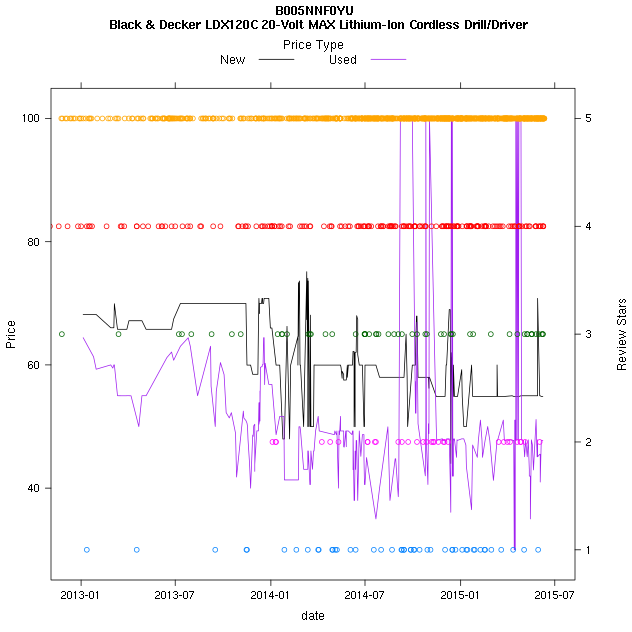 B005NNF0YU
Black & Decker LDX120C 20-Volt MAX Lithium-Ion Cordless Drill/Driver
Price Type
New Used
100
80
60
40
Price
5
4
3
2
1
Review Stars
2013-01 2013-07 2014-01 2014-07 2015-01 2015-07
date